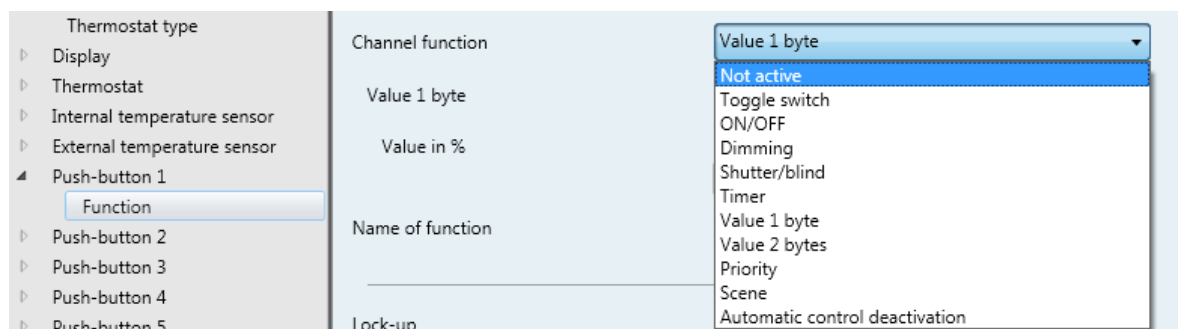 Thermostat type
Display
Thermostat
Internal temperature sensor
External temperature sensor
Push-button 1
Function
Push-button 2
Push-button 3
Push-button 4
Push-button 5
Channel function
Value 1 byte
Value 1 byte
Value in %
Name of function
Lock-up
Not active
Toggle switch
ON/OFF
Dimming
Shutter/blind
Timer
Value 1 byte
Value 2 bytes
Priority
Scene
Automatic control deactivation